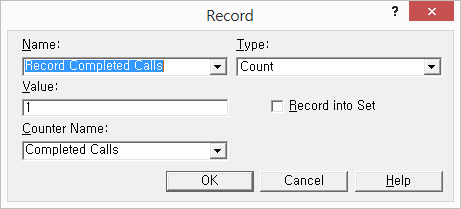 Record
? ×
Name: Type:
Record Completed Calls Count
Value:
1 Record into Set
Counter Name:
Completed Calls
OK Cancel Help